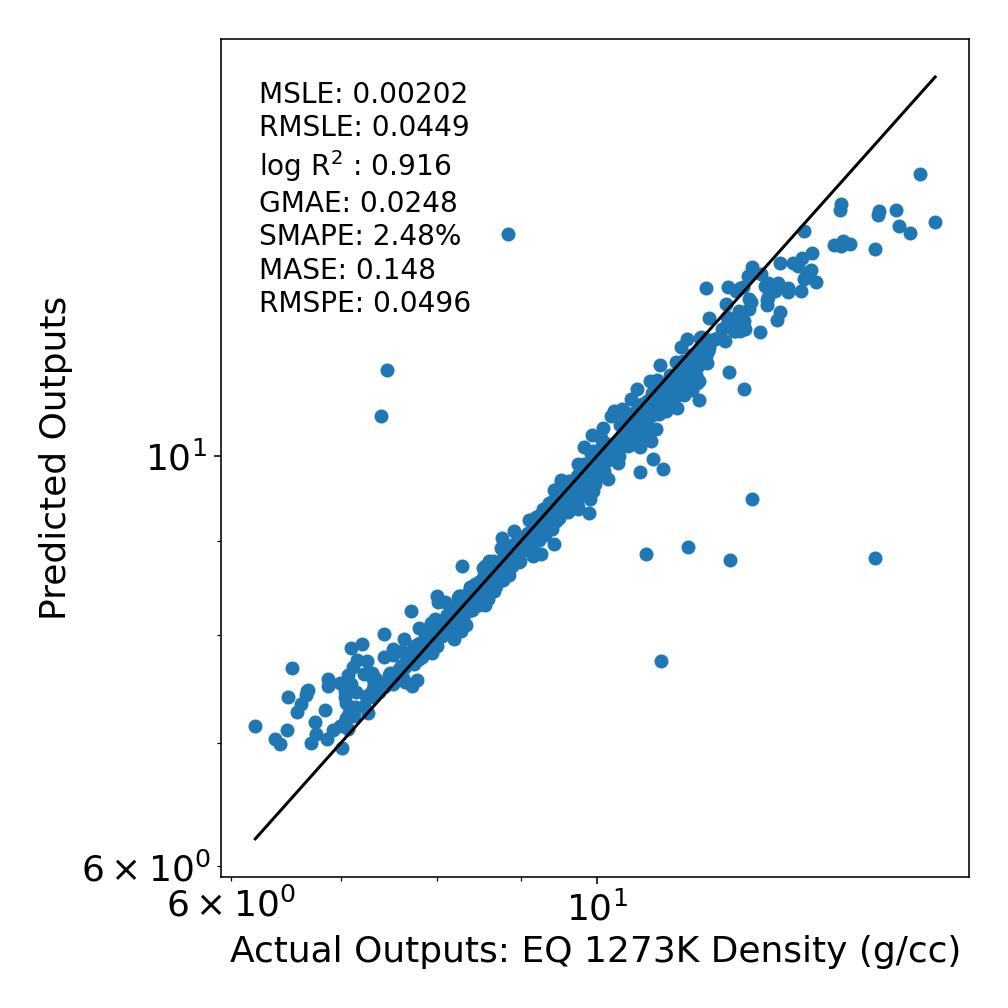 MSLE: 0.00202
RMSLE: 0.0449
log R² : 0.916
GMAE: 0.0248
SMAPE: 2.48%
MASE: 0.148
RMSPE: 0.0496
Predicted Outputs
10¹
6 × 10⁰
6 × 10⁰
10¹
Actual Outputs: EQ 1273K Density (g/cc)